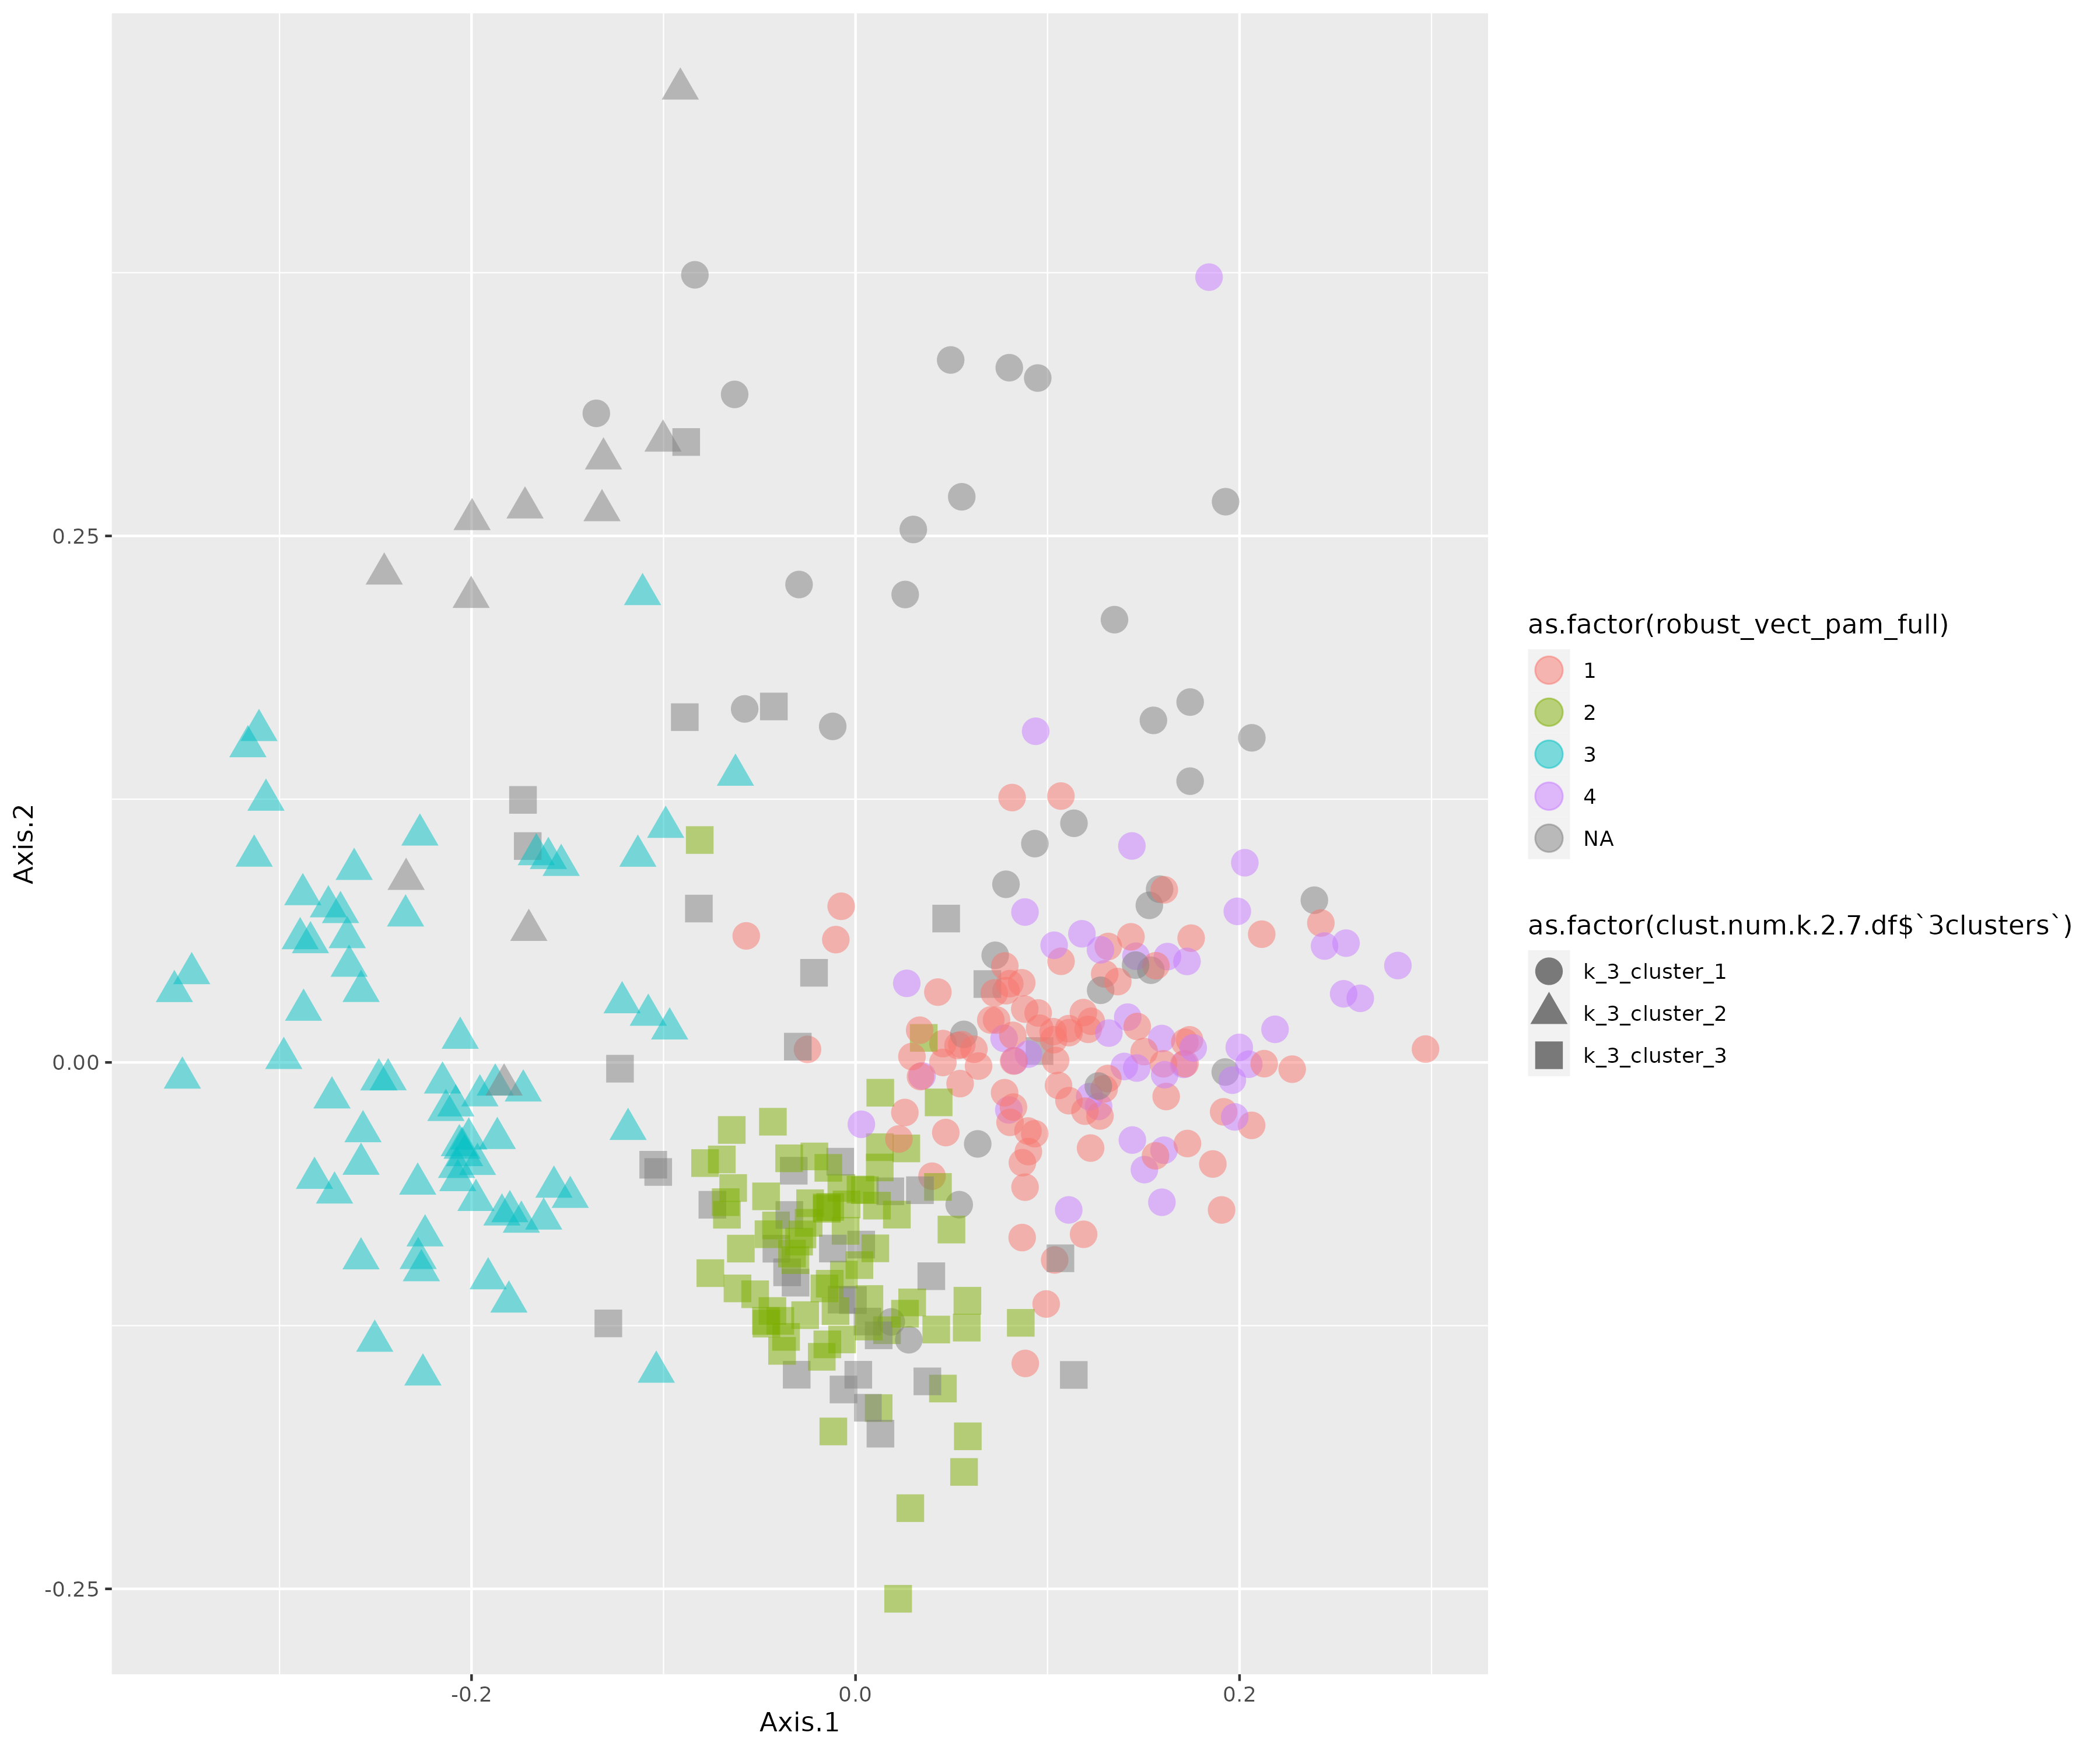 0.25
0.00
-0.25
Axis.2
-0.2
0.0
0.2
Axis.1
as.factor(robust_vect_pam_full)
1
2
3
4
NA
as.factor(clust.num.k.2.7.df$`3clusters`)
k_3_cluster_1
k_3_cluster_2
k_3_cluster_3